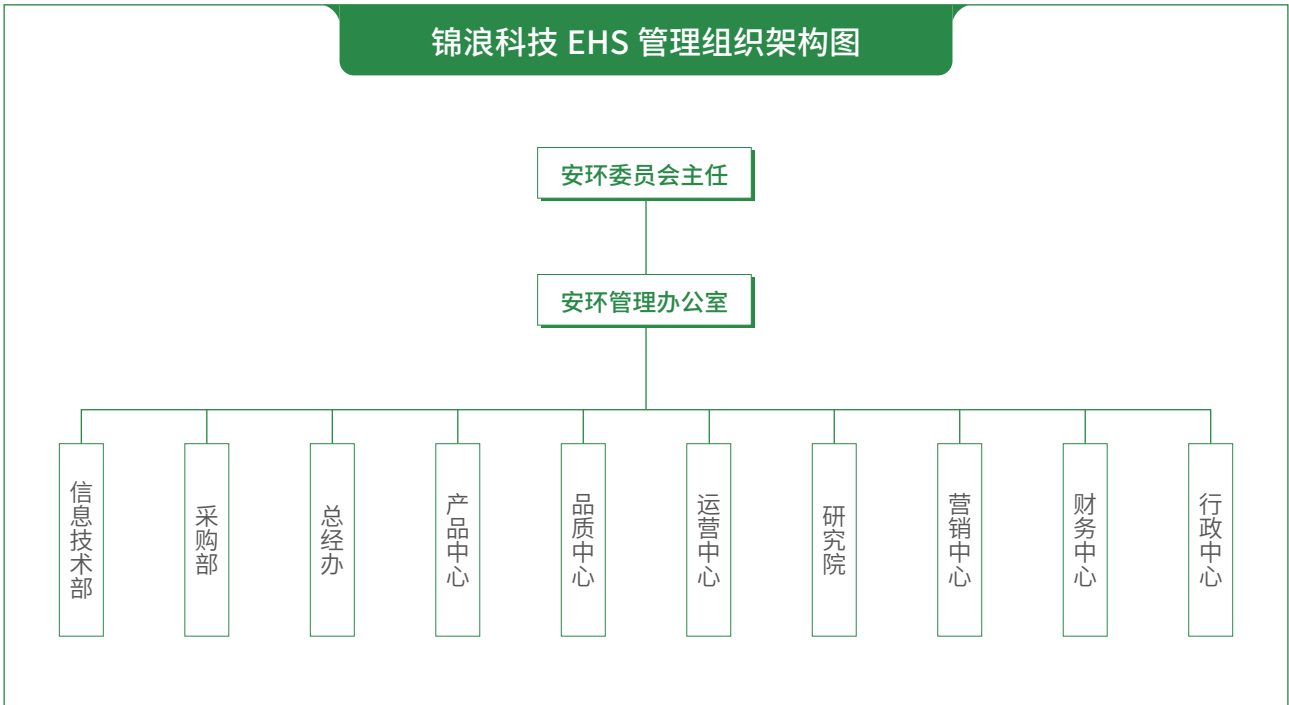 锦浪科技 EHS 管理组织架构图
安环委员会主任
安环管理办公室
信息技术部
采购部
总经办
产品中心
品质中心
运营中心
研究院
营销中心
财务中心
行政中心